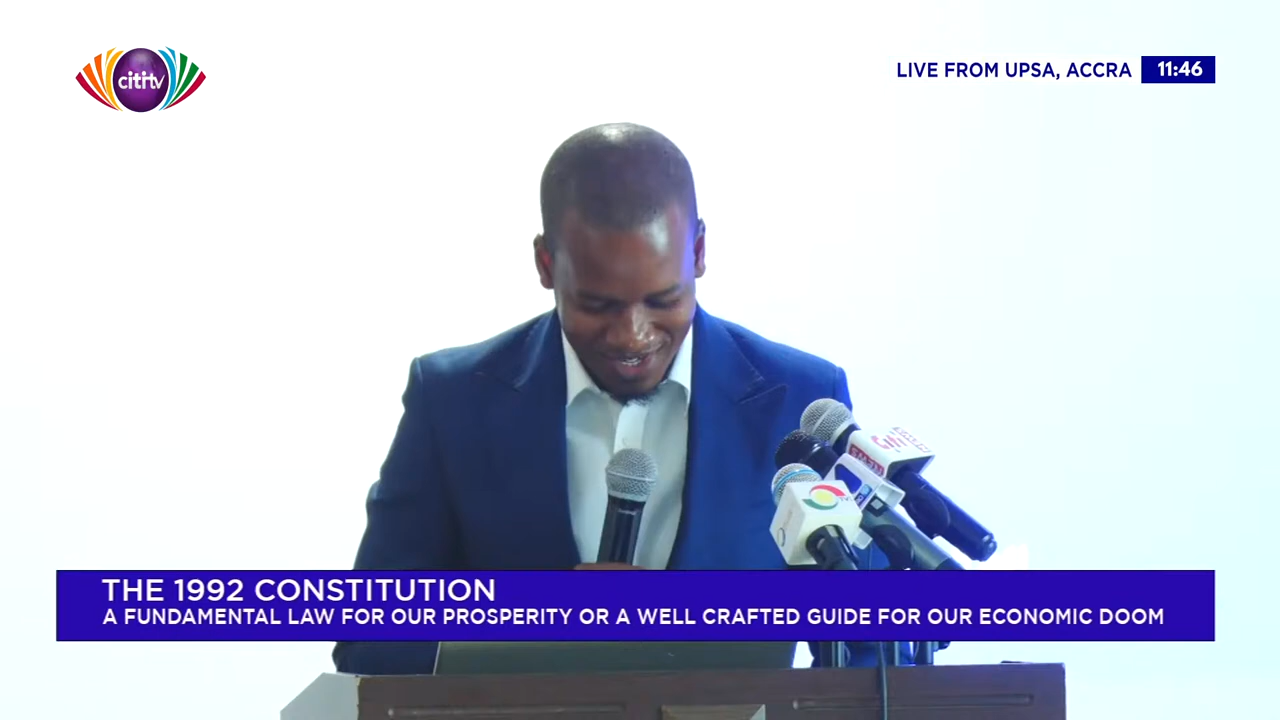 citi tv
LIVE FROM UPSA, ACCRA 11:46
THE 1992 CONSTITUTION
A FUNDAMENTAL LAW FOR OUR PROSPERITY OR A WELL CRAFTED GUIDE FOR OUR ECONOMIC DOOM